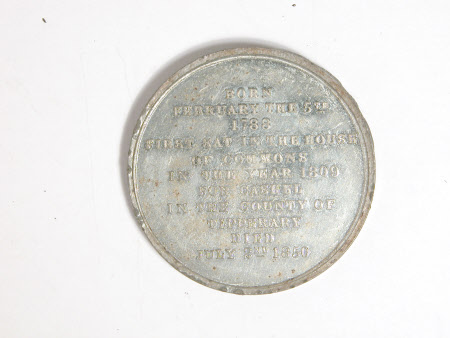 BORN
FEBRUARY THE 5TH
1788
FIRST SAT IN THE HOUSE
OF COMMONS
IN THE YEAR 1809
FOR CASHEL
IN THE COUNTY OF
TIPPERARY
DIED
JULY 2ND 1850